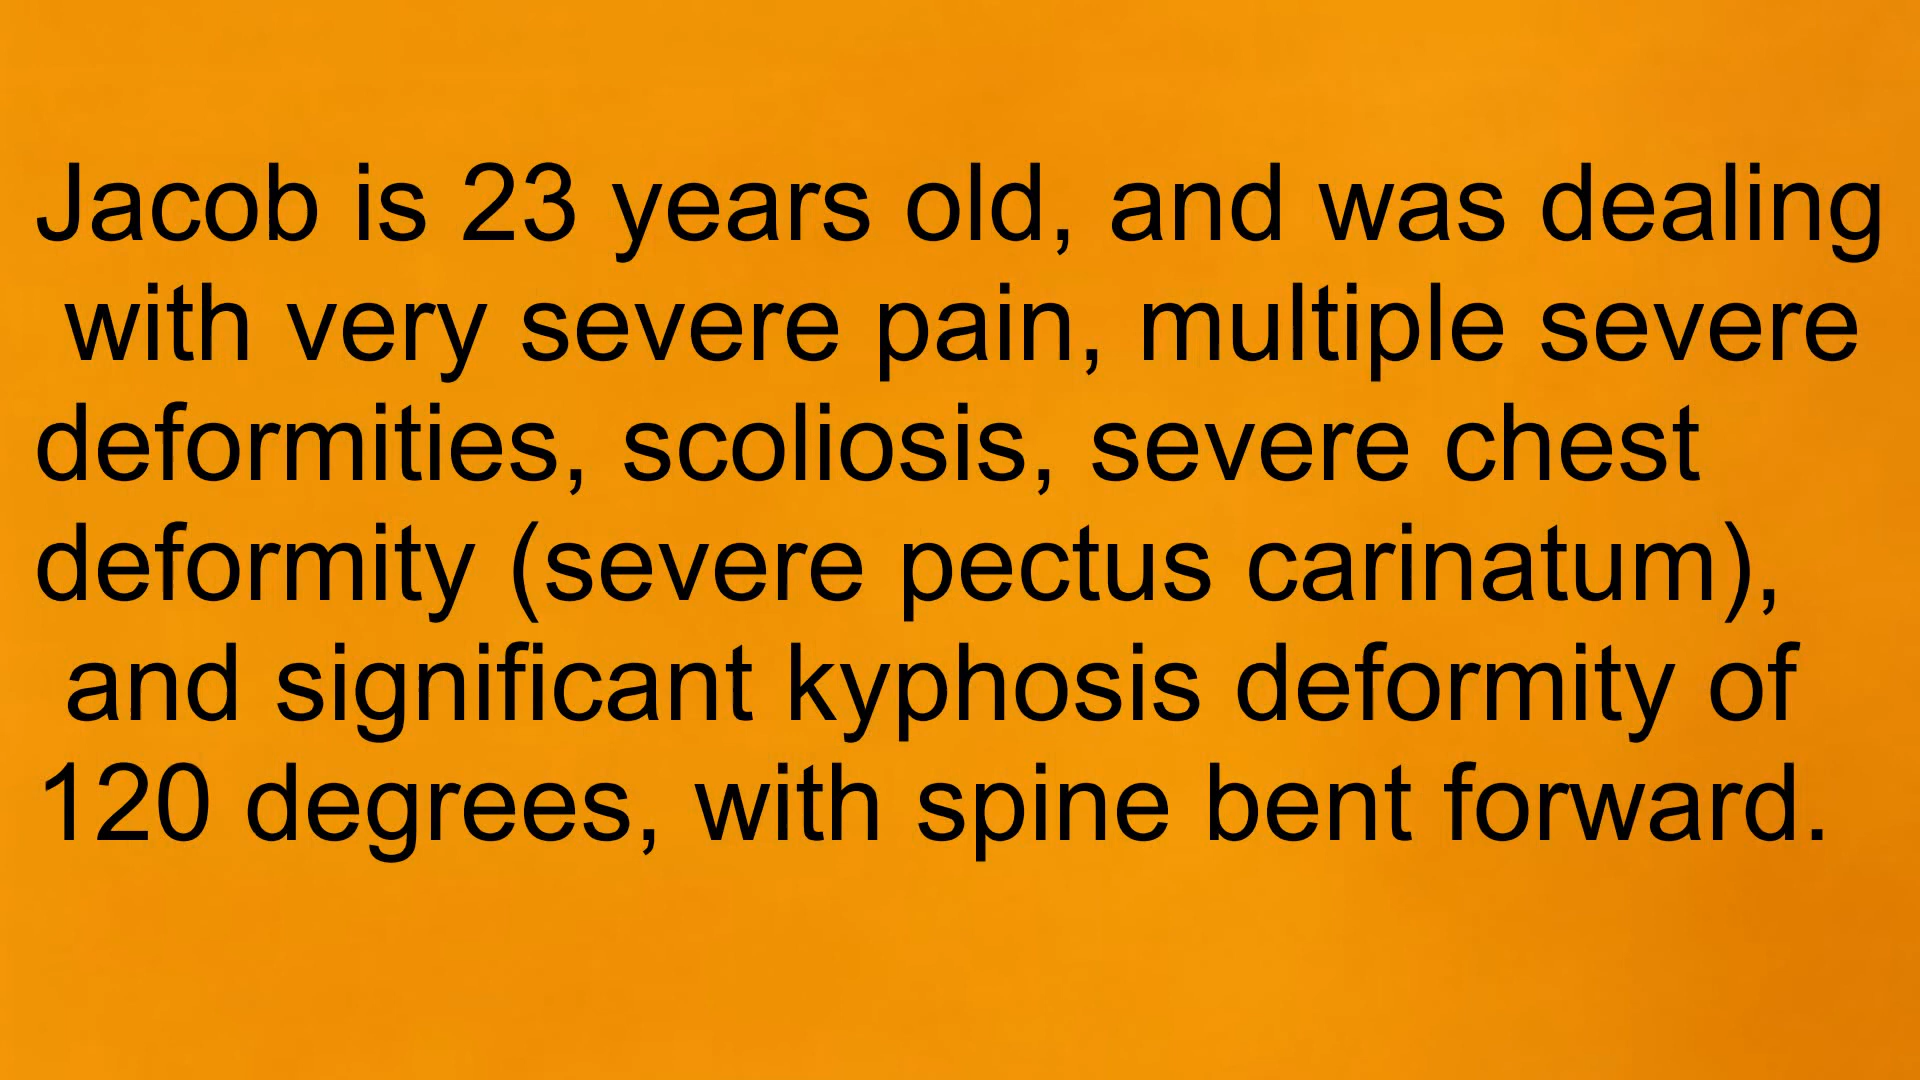 Jacob is 23 years old, and was dealing
with very severe pain, multiple severe
deformities, scoliosis, severe chest
deformity (severe pectus carinatum),
and significant kyphosis deformity of
120 degrees, with spine bent forward.